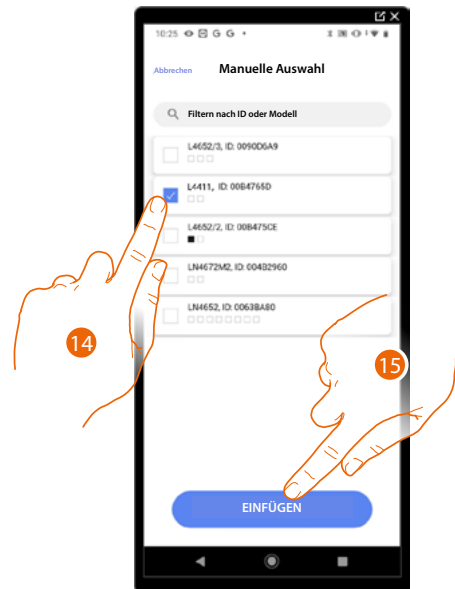 10:25 G G
Abbrechen Manuelle Auswahl
Filtern nach ID oder Modell
L4652/3, ID: 0090D6A9
L4411, ID: 00B4765D
L4652/2, ID: 00B475CE
LN4672M2, ID: 004B2960
LN4652, ID: 0063BA80
14
15
EINFÜGEN